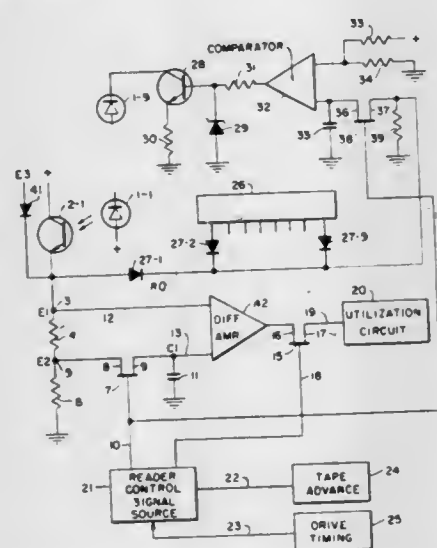 33
+
COMPARATOR
28
31
34
1-9
32
36
37
29
33
38
39
30
E3
+
41
2-1
1-1
26
+
27-2
27-9
27-1
RO
E1
3
12
A2
20
4
DIFF
AMR
19
UTILIZATION
CIRCUIT
13
C1
16
17
E2
9
8
9
15
7
11
18
8
10
21
READER
CONTROL
SIGNAL
SOURCE
22
TAPE
ADVANCE
24
23
DRIVE
TIMING
25